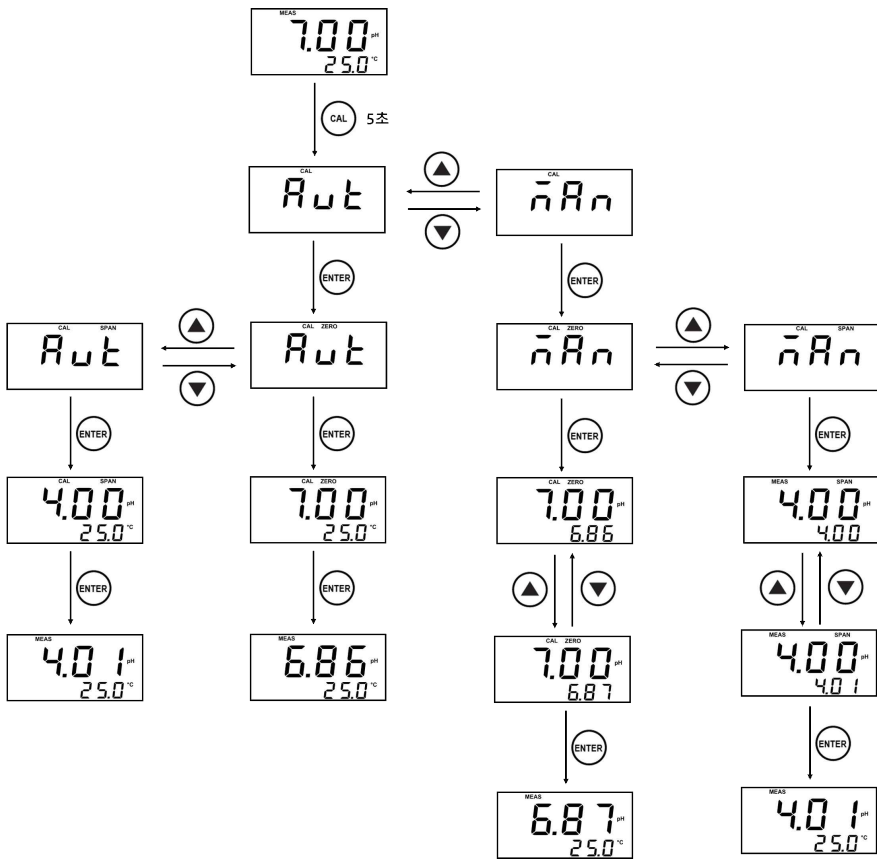 MEAS
7.00 pH
25.0 °C
CAL 5초
CAL
Aut
CAL
mAn
ENTER
ENTER
CAL SPAN
Aut
CAL ZERO
Aut
CAL ZERO
mAn
CAL SPAN
mAn
ENTER
ENTER
ENTER
ENTER
CAL SPAN
4.00 pH
25.0 °C
CAL ZERO
7.00 pH
25.0 °C
CAL ZERO
7.00 pH
6.86
MEAS SPAN
4.00 pH
4.00
ENTER
ENTER
MEAS
4.01 pH
25.0 °C
MEAS
6.86 pH
25.0 °C
CAL ZERO
7.00 pH
6.87
MEAS SPAN
4.00 pH
4.01
ENTER
ENTER
MEAS
6.87 pH
25.0 °C
MEAS
4.01 pH
25.0 °C